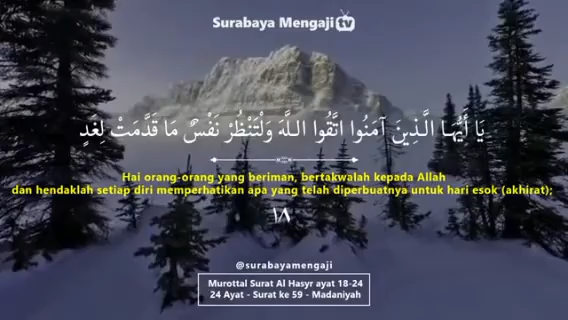 Surabaya Mengaji tv
يَا أَيُّهَا الَّذِينَ آمَنُوا اتَّقُوا اللَّهَ وَلْتَنْظُرْ نَفْسٌ مَا قَدَّمَتْ لِغَدٍ
Hai orang-orang yang beriman, bertakwalah kepada Allah
dan hendaklah setiap diri memperhatikan apa yang telah diperbuatnya untuk hari esok (akhirat);
١٨
@surabayamengaji
Murottal Surat Al Hasyr ayat 18-24
24 Ayat - Surat ke 59 - Madaniyah